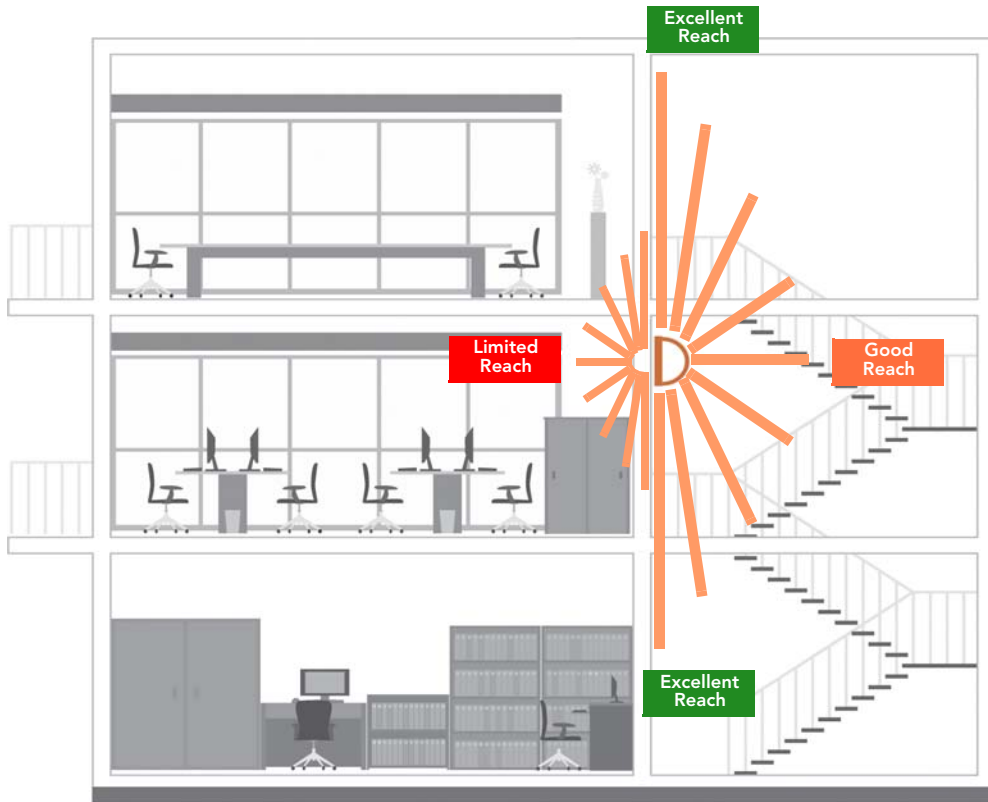 Excellent
Reach
Limited
Reach
Good
Reach
Excellent
Reach